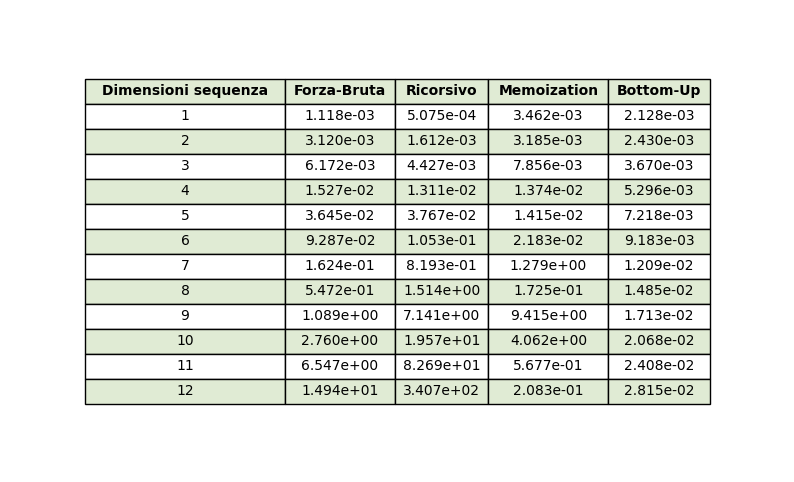 Dimensioni sequenza Forza-Bruta Ricorsivo Memoization Bottom-Up
1 1.118e-03 5.075e-04 3.462e-03 2.128e-03
2 3.120e-03 1.612e-03 3.185e-03 2.430e-03
3 6.172e-03 4.427e-03 7.856e-03 3.670e-03
4 1.527e-02 1.311e-02 1.374e-02 5.296e-03
5 3.645e-02 3.767e-02 1.415e-02 7.218e-03
6 9.287e-02 1.053e-01 2.183e-02 9.183e-03
7 1.624e-01 8.193e-01 1.279e+00 1.209e-02
8 5.472e-01 1.514e+00 1.725e-01 1.485e-02
9 1.089e+00 7.141e+00 9.415e+00 1.713e-02
10 2.760e+00 1.957e+01 4.062e+00 2.068e-02
11 6.547e+00 8.269e+01 5.677e-01 2.408e-02
12 1.494e+01 3.407e+02 2.083e-01 2.815e-02